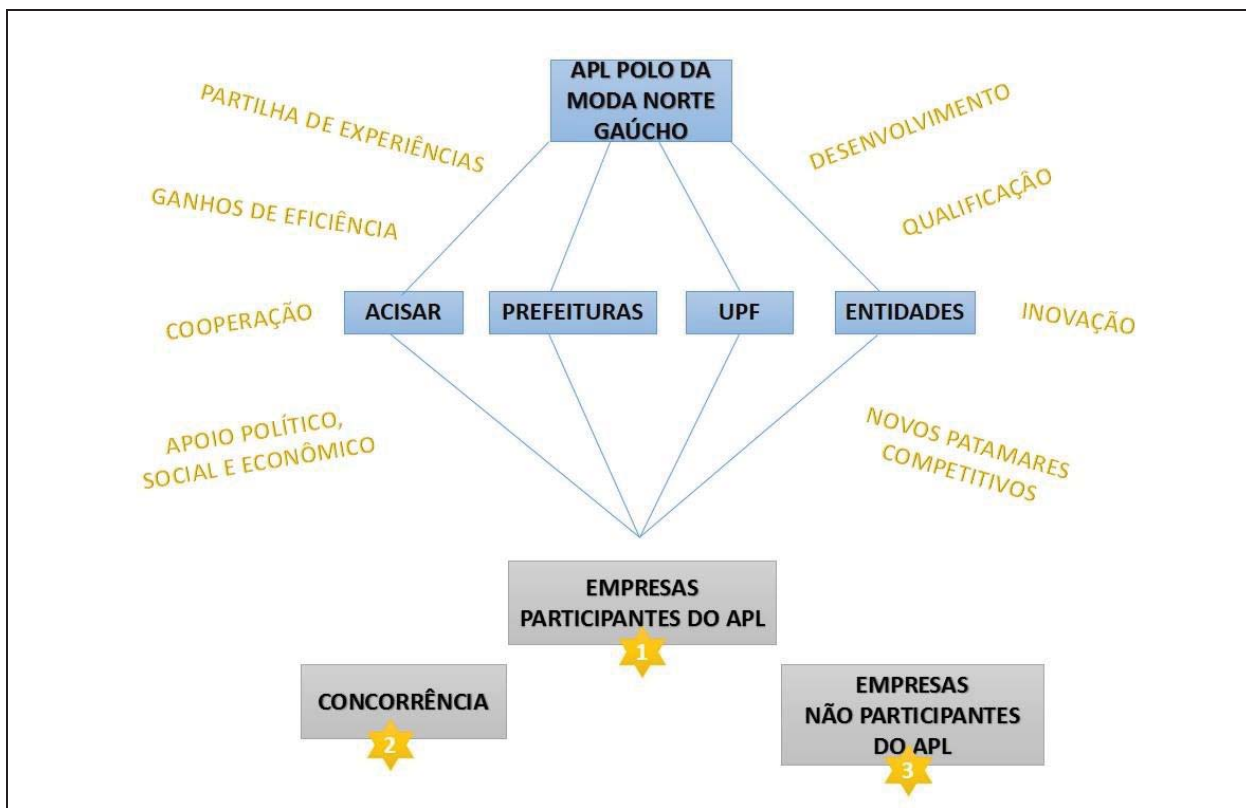 APL POLO DA
MODA NORTE
GAÚCHO
PARTILHA DE EXPERIÊNCIAS
DESENVOLVIMENTO
GANHOS DE EFICIÊNCIA
QUALIFICAÇÃO
COOPERAÇÃO
ACISAR
PREFEITURAS
UPF
ENTIDADES
INOVAÇÃO
APOIO POLÍTICO,
SOCIAL E ECONÔMICO
NOVOS PATAMARES
COMPETITIVOS
EMPRESAS
PARTICIPANTES DO APL
1
CONCORRÊNCIA
2
EMPRESAS
NÃO PARTICIPANTES
DO APL
3